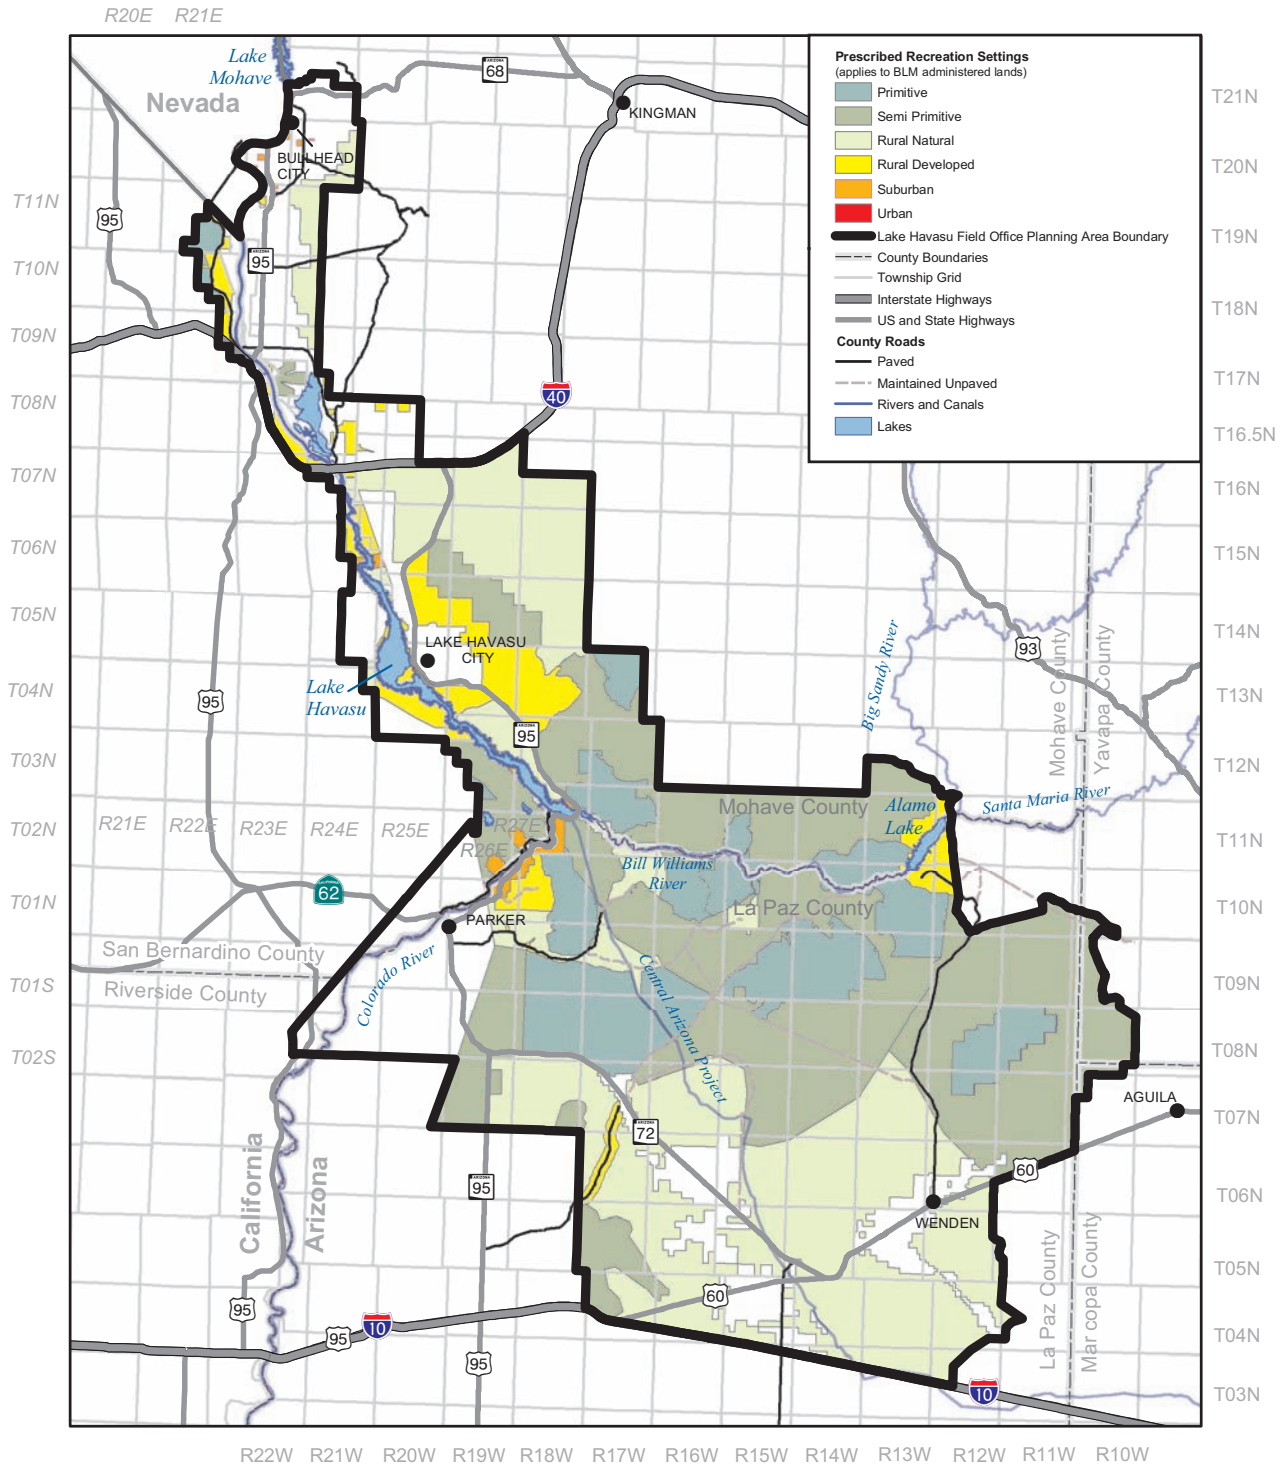 R20E R21E
Lake
Mohave
Nevada
ARIZONA
68
KINGMAN
BULLHEAD
CITY
95
ARIZONA
95
40
Prescribed Recreation Settings
(applies to BLM administered lands)
Primitive
Semi Primitive
Rural Natural
Rural Developed
Suburban
Urban
Lake Havasu Field Office Planning Area Boundary
County Boundaries
Township Grid
Interstate Highways
US and State Highways
County Roads
Paved
Maintained Unpaved
Rivers and Canals
Lakes
T21N
T20N
T19N
T18N
T17N
T16.5N
T16N
T15N
T14N
T13N
T12N
T11N
T10N
T09N
T08N
T07N
T06N
T05N
T04N
T03N
T11N
T10N
T09N
T08N
T07N
T06N
T05N
T04N
T03N
T02N
T01N
T01S
T02S
LAKE HAVASU
CITY
Lake
Havasu
95
ARIZONA
95
Big Sandy River
93
Mohave County
Yavapai County
Santa Maria River
Alamo
Lake
Mohave County
R21E R22E R23E R24E R25E
R27E
R26E
Bill Williams
River
La Paz County
CALIFORNIA
62
PARKER
San Bernardino County
Riverside County
Colorado River
Central Arizona Project
AGUILA
ARIZONA
72
California
Arizona
ARIZONA
95
60
WENDEN
La Paz County
Maricopa County
60
95
10
95
95
10
R22W R21W R20W R19W R18W R17W R16W R15W R14W R13W R12W R11W R10W